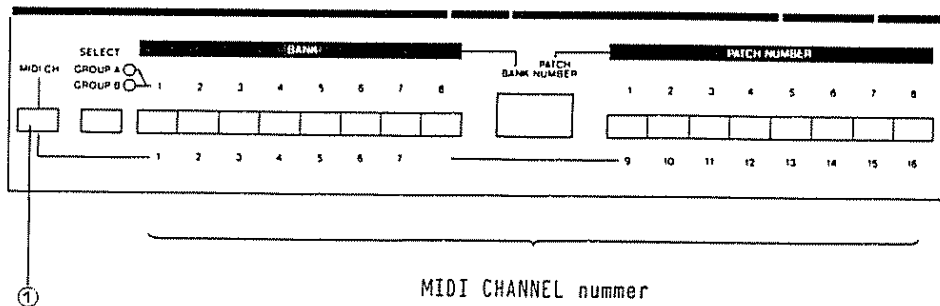 SELECT
BANK
PATCH NUMBER
MIDI CH
GROUP A
GROUP B
PATCH
BANK NUMBER
1 2 3 4 5 6 7 8
1 2 3 4 5 6 7 8
1 2 3 4 5 6 7
9 10 11 12 13 14 15 16
1
MIDI CHANNEL nummer